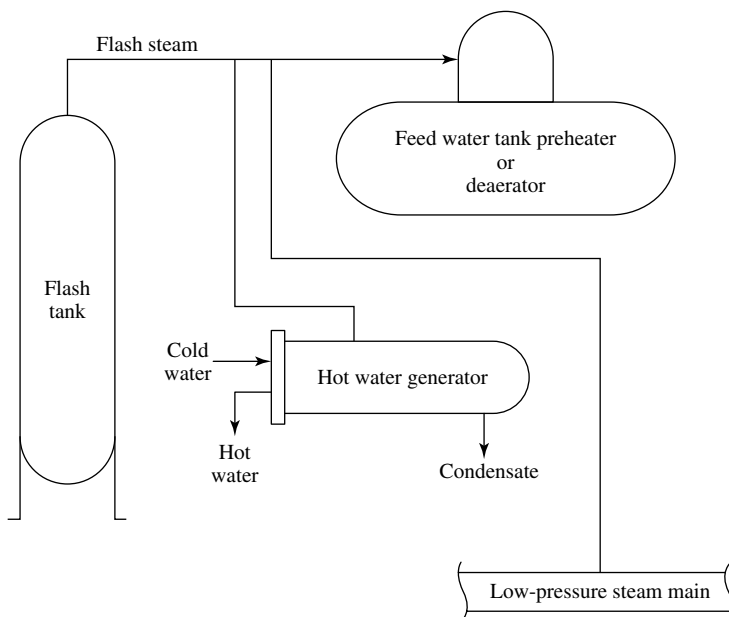 Flash steam
Feed water tank preheater
or
deaerator
Flash
tank
Cold
water
Hot water generator
Hot
water
Condensate
Low-pressure steam main